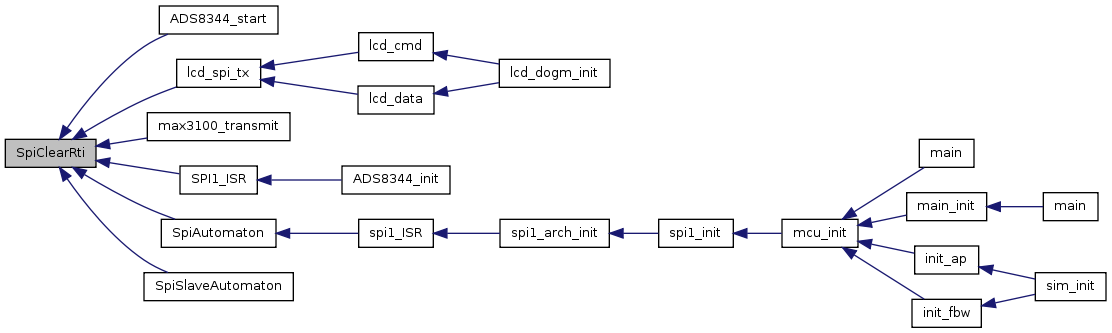 ADS8344_start
lcd_cmd
lcd_spi_tx
lcd_dogm_init
lcd_data
max3100_transmit
SpiClearRti
main
SPI1_ISR
ADS8344_init
main_init
main
SpiAutomaton
spi1_ISR
spi1_arch_init
spi1_init
mcu_init
init_ap
SpiSlaveAutomaton
sim_init
init_fbw